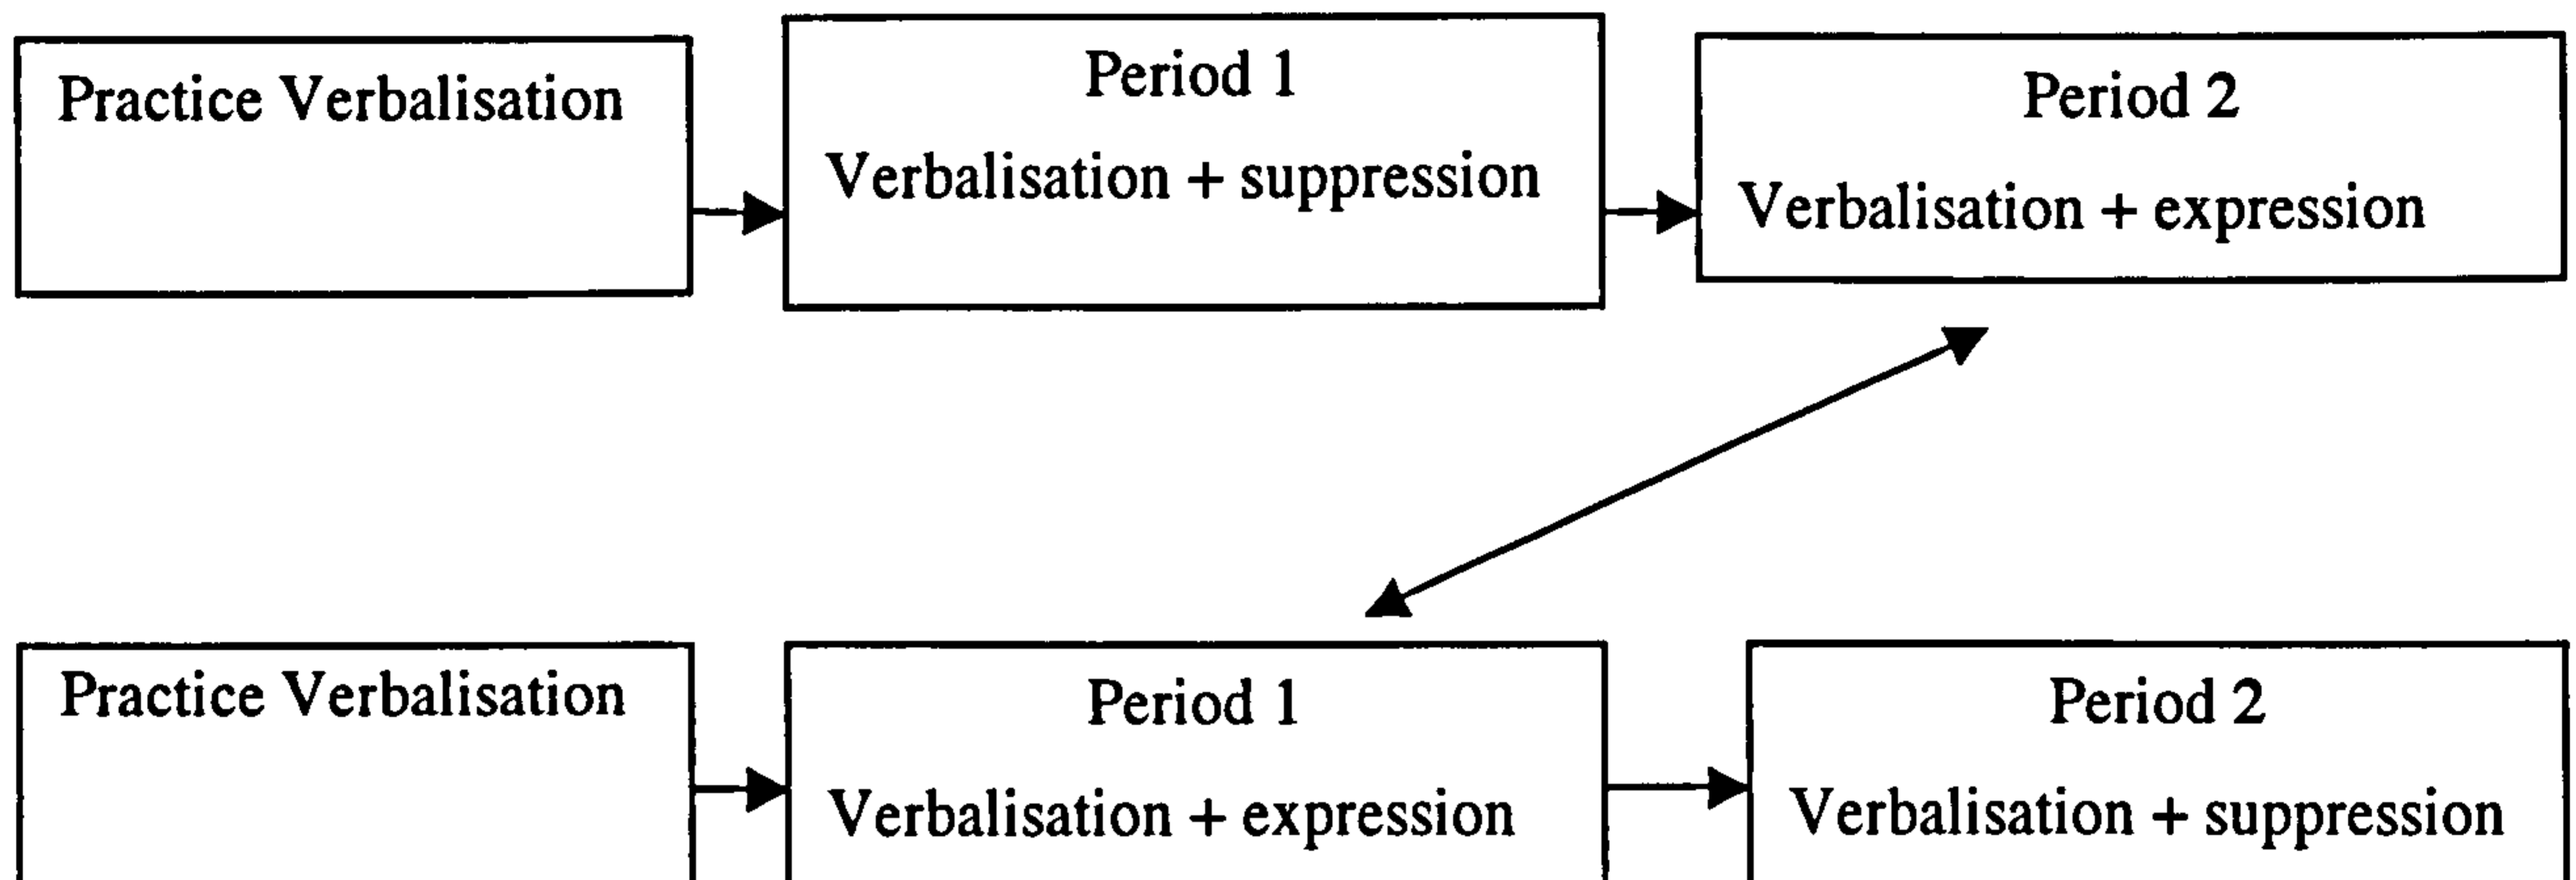 Practice Verbalisation
Period 1
Verbalisation + suppression
Period 2
Verbalisation + expression
Practice Verbalisation
Period 1
Verbalisation + expression
Period 2
Verbalisation + suppression